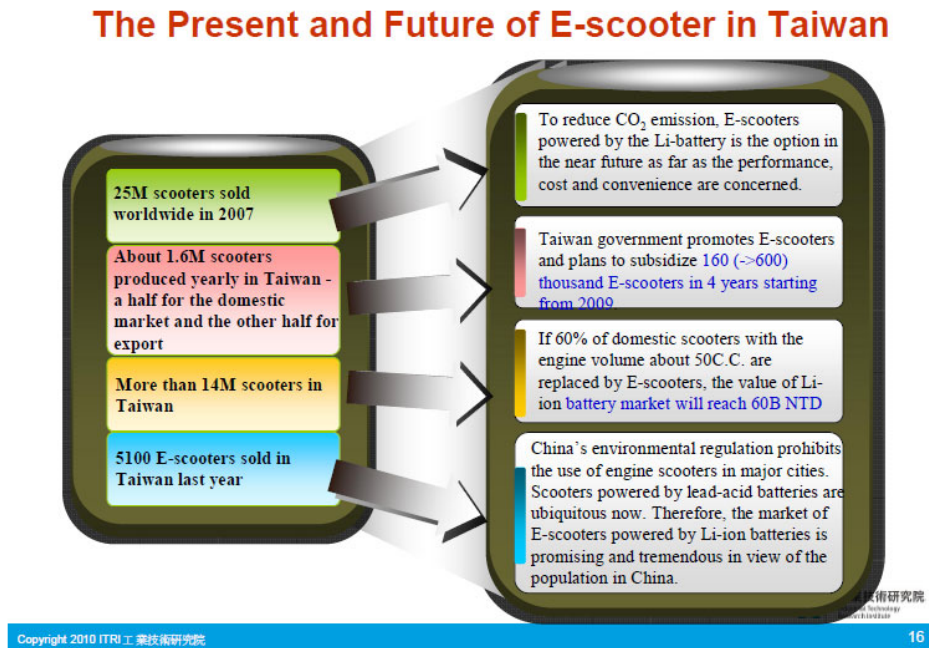 The Present and Future of E-scooter in Taiwan
25M scooters sold
worldwide in 2007
About 1.6M scooters
produced yearly in Taiwan -
a half for the domestic
market and the other half for
export
More than 14M scooters in
Taiwan
5100 E-scooters sold in
Taiwan last year
To reduce CO₂ emission, E-scooters
powered by the Li-battery is the option in
the near future as far as the performance,
cost and convenience are concerned.
Taiwan government promotes E-scooters
and plans to subsidize 160 (->600)
thousand E-scooters in 4 years starting
from 2009.
If 60% of domestic scooters with the
engine volume about 50C.C. are
replaced by E-scooters, the value of Li-
ion battery market will reach 60B NTD
China's environmental regulation prohibits
the use of engine scooters in major cities.
Scooters powered by lead-acid batteries are
ubiquitous now. Therefore, the market of
E-scooters powered by Li-ion batteries is
promising and tremendous in view of the
population in China.
技術研究院
Technology
Research Institute
Copyright 2010 ITRI 工業技術研究院
16